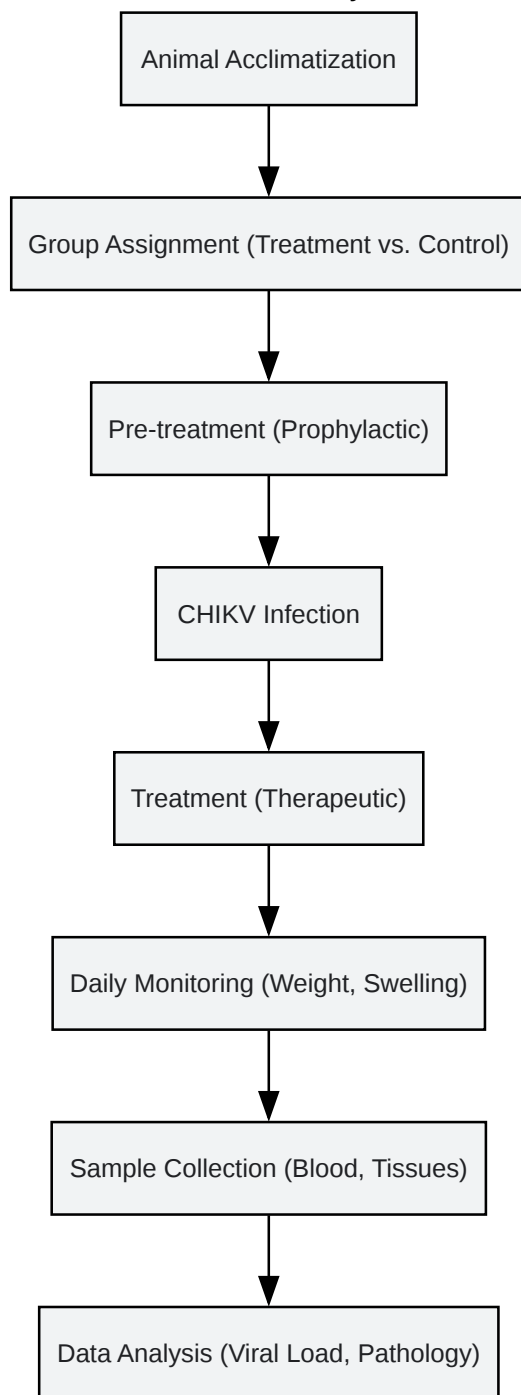 Animal Acclimatization
Group Assignment (Treatment vs. Control)
Pre-treatment (Prophylactic)
CHIKV Infection
Treatment (Therapeutic)
Daily Monitoring (Weight, Swelling)
Sample Collection (Blood, Tissues)
Data Analysis (Viral Load, Pathology)